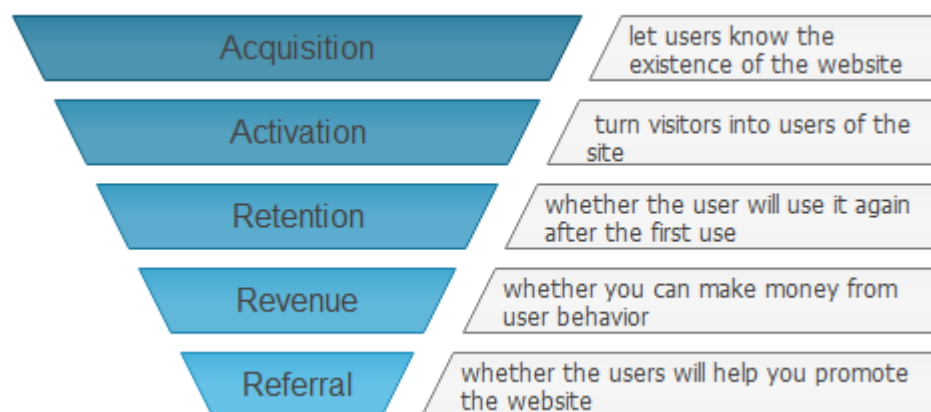 Acquisition
let users know the
existence of the website
Activation
turn visitors into users of the
site
Retention
whether the user will use it again
after the first use
Revenue
whether you can make money from
user behavior
Referral
whether the users will help you promote
the website